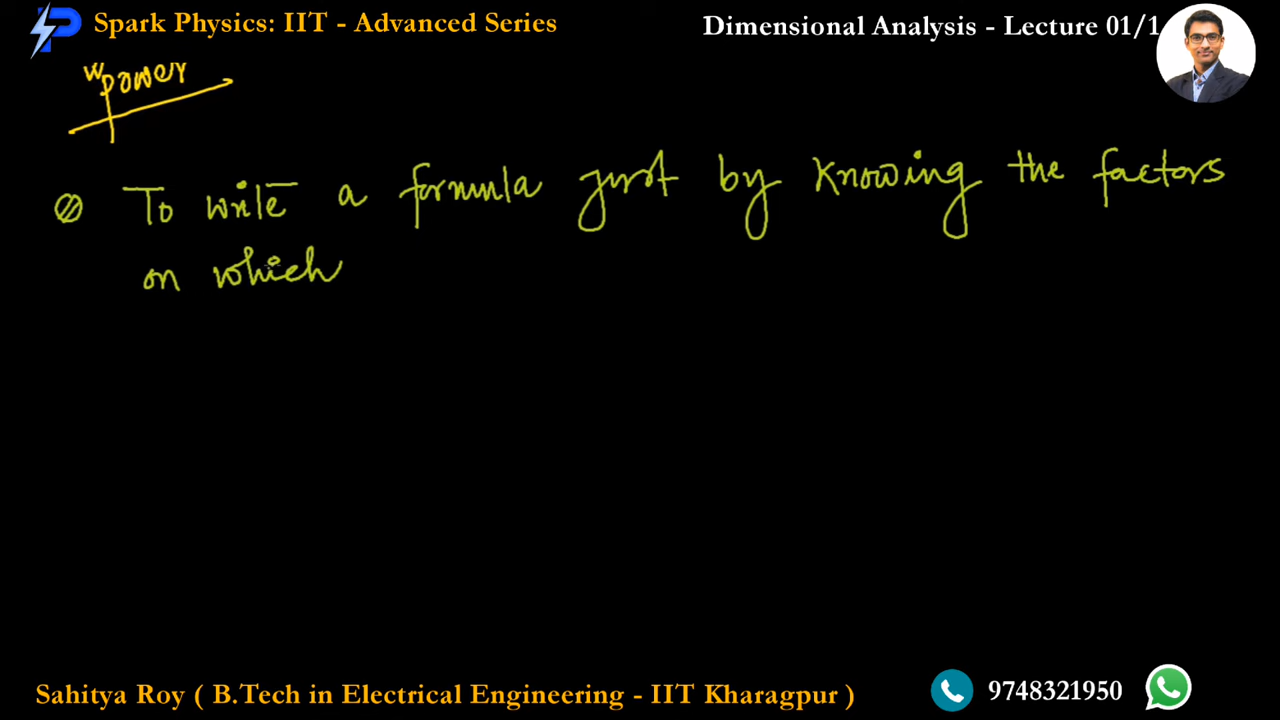 Spark Physics: IIT - Advanced Series
Dimensional Analysis - Lecture 01/1
power
To write a formula just by knowing the factors
on which
Sahitya Roy ( B.Tech in Electrical Engineering - IIT Kharagpur )
9748321950